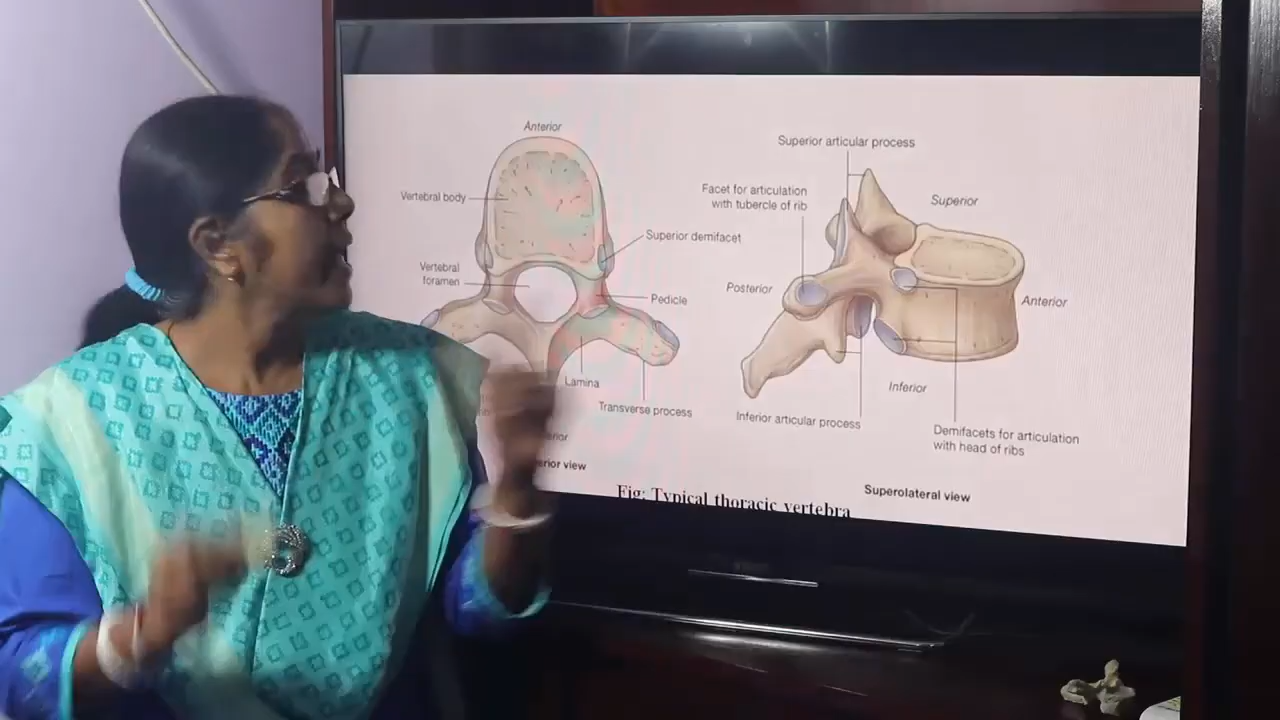 Anterior
Vertebral body
Superior demifacet
Vertebral
foramen
Pedicle
Lamina
Transverse process
Superior articular process
Facet for articulation
with tubercle of rib
Superior
Posterior
Anterior
Inferior
Inferior articular process
Demifacets for articulation
with head of ribs
view
Superolateral view
Fig: Typical thoracic vertebra